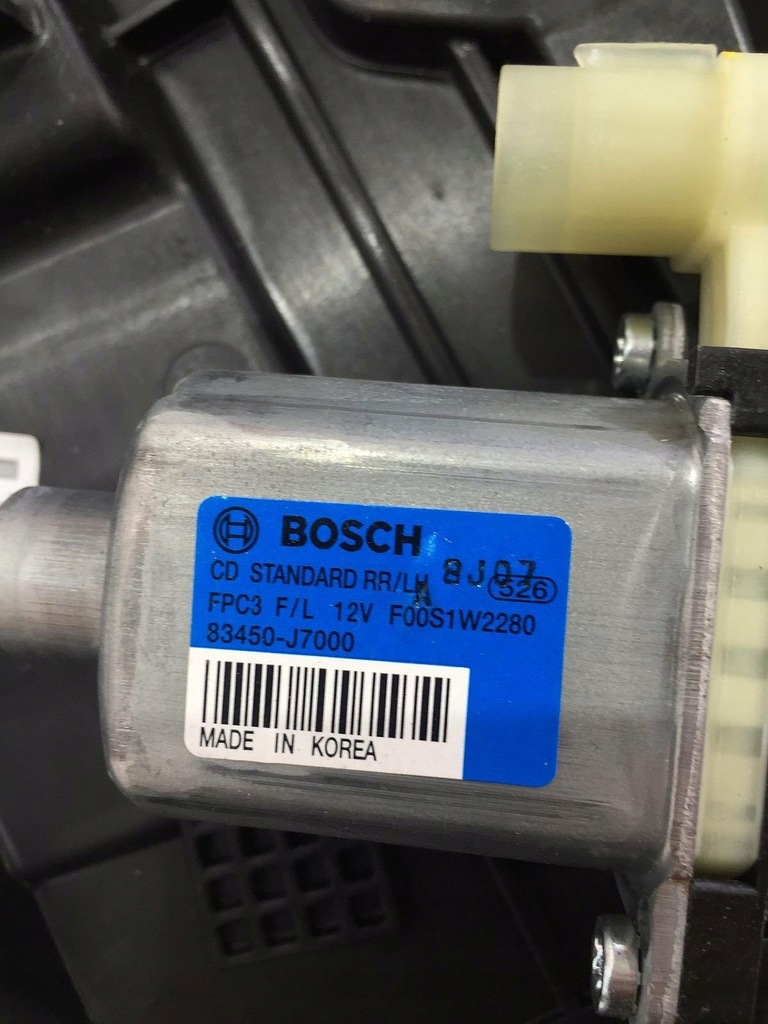 BOSCH
CD STANDARD RR/LH 8J07
526
FPC3 F/L 12V F00S1W2280
83450-J7000
MADE IN KOREA